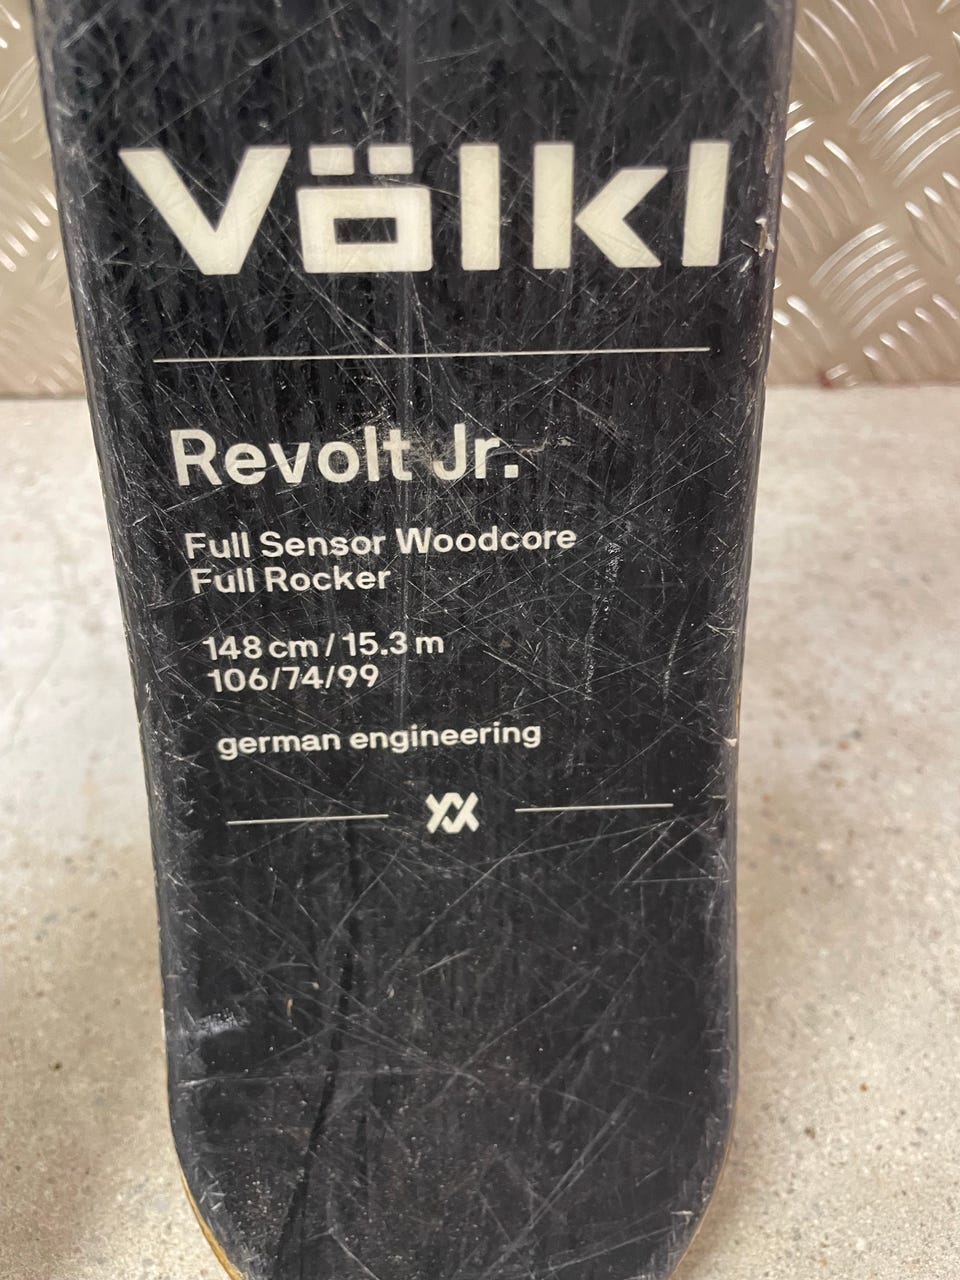 Völkl
Revolt Jr.
Full Sensor Woodcore
Full Rocker
148 cm / 15.3 m
106/74/99
german engineering